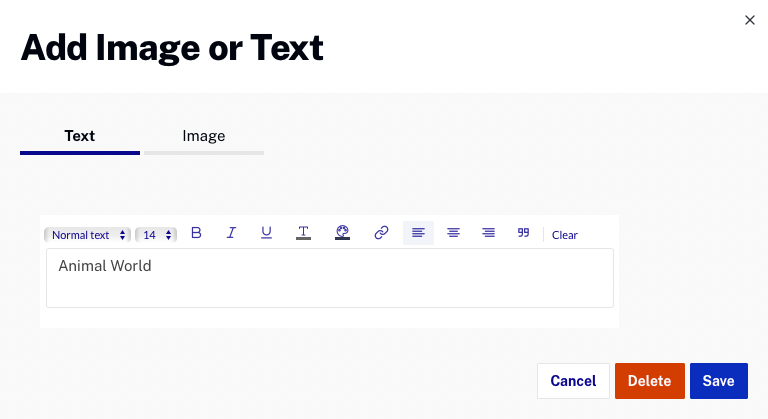 Add Image or Text
Text Image
Normal text 14 B I U T Clear
Animal World
Cancel Delete Save